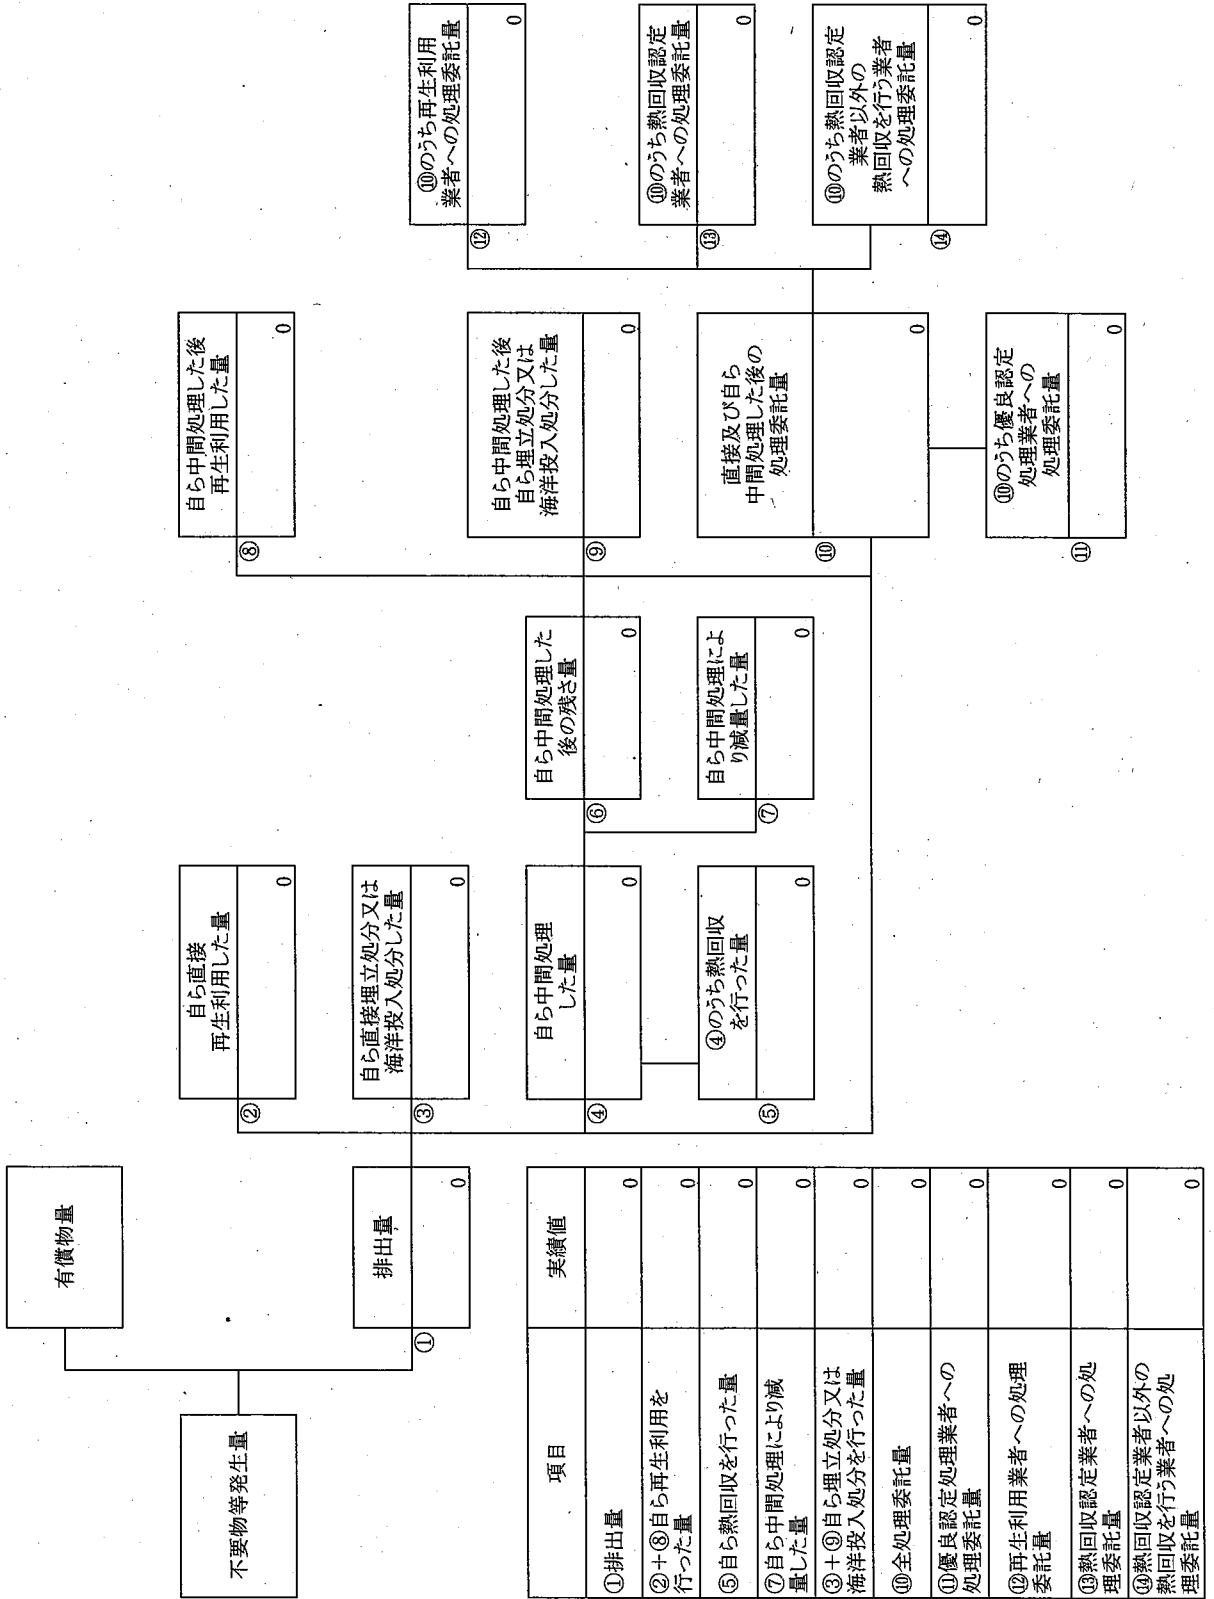 不要物等発生量
有償物量
排出量
①
0
自ら直接
再生利用した量
②
0
自ら直接埋立処分又は
海洋投入処分した量
③
0
自ら中間処理
した量
④
0
④のうち熱回収
を行った量
⑤
0
自ら中間処理した
後の残さ量
⑥
0
自ら中間処理によ
り減量した量
⑦
0
自ら中間処理した後
再生利用した量
⑧
0
自ら中間処理した後
自ら埋立処分又は
海洋投入処分した量
⑨
0
直接及び自ら
中間処理した後の
処理委託量
⑩
0
⑩のうち優良認定
処理業者への
処理委託量
⑪
0
⑩のうち再生利用
業者への処理委託量
⑫
0
⑩のうち熱回収認定
業者への処理委託量
⑬
0
⑩のうち熱回収認定
業者以外の
熱回収を行う業者
への処理委託量
⑭
0
項目 実績値
①排出量 0
②+⑧自ら再生利用を
行った量 0
⑤自ら熱回収を行った量 0
⑦自ら中間処理により減
量した量 0
③+⑨自ら埋立処分又は
海洋投入処分を行った量 0
⑩全処理委託量 0
⑪優良認定処理業者への
処理委託量 0
⑫再生利用業者への処理
委託量 0
⑬熱回収認定業者への処
理委託量 0
⑭熱回収認定業者以外の
熱回収を行う業者への処
理委託量 0